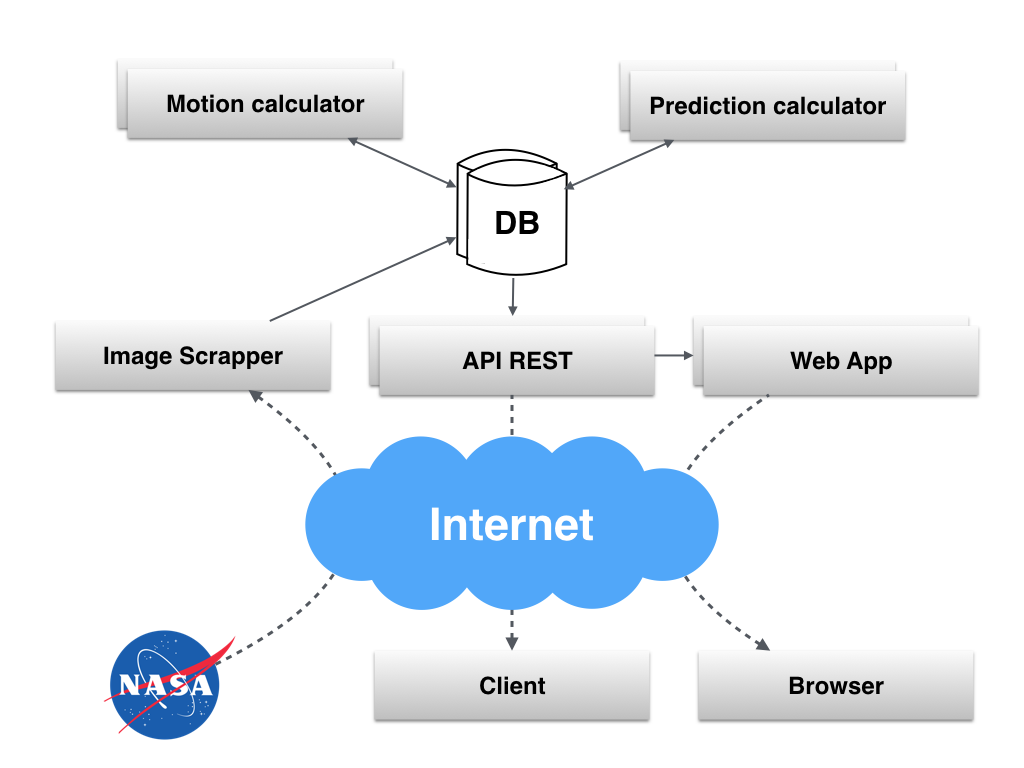 Motion calculator
Prediction calculator
DB
Image Scrapper
API REST
Web App
Internet
NASA
Client
Browser